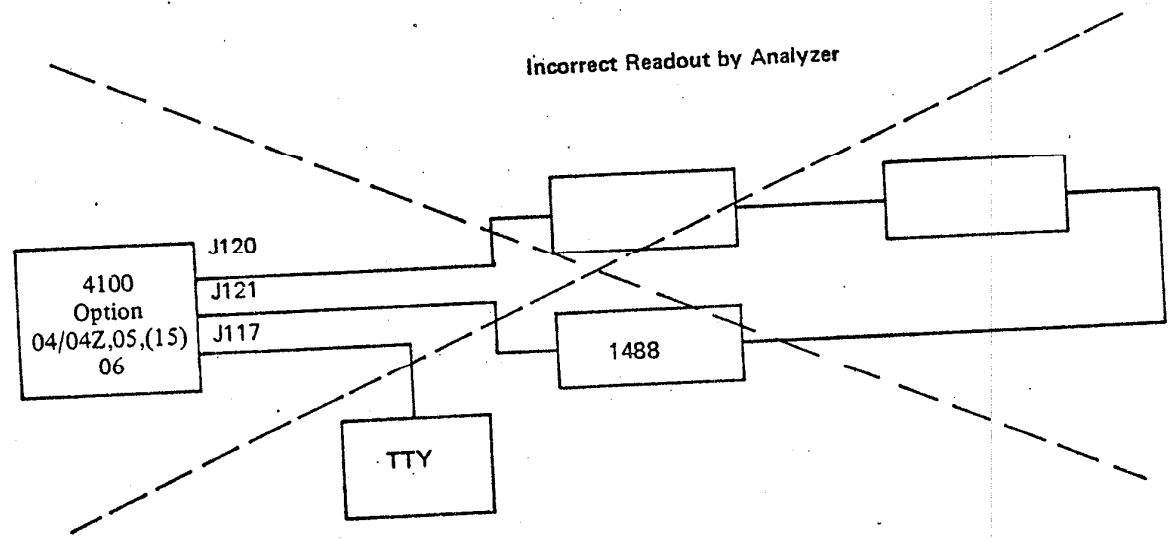 Incorrect Readout by Analyzer
J120
4100
Option
04/04Z,05,(15)
06
J121
J117
1488
TTY